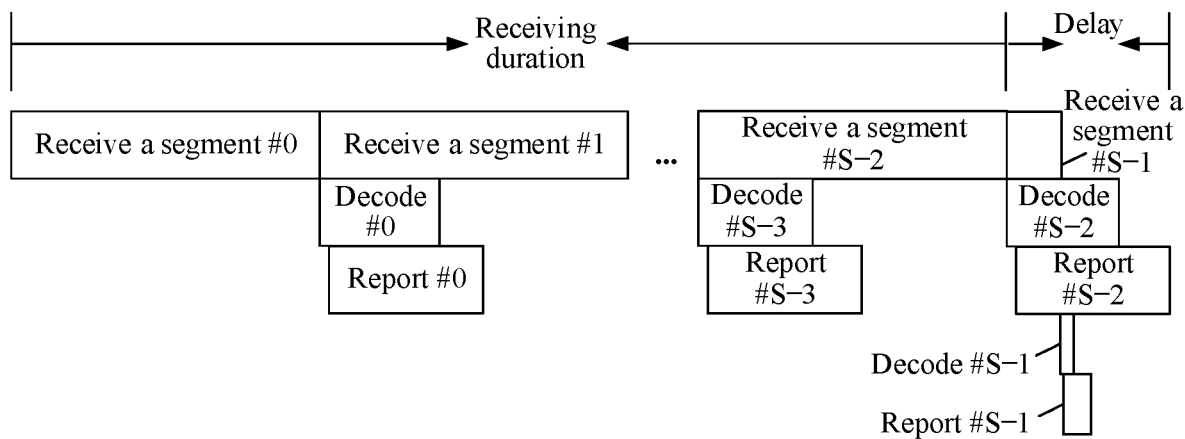 Receiving
duration
Delay
Receive a segment #0
Receive a segment #1
...
Receive a segment
#S−2
Receive a
segment
#S−1
Decode
#0
Decode
#S−3
Decode
#S−2
Report #0
Report
#S−3
Report
#S−2
Decode #S−1
Report #S−1